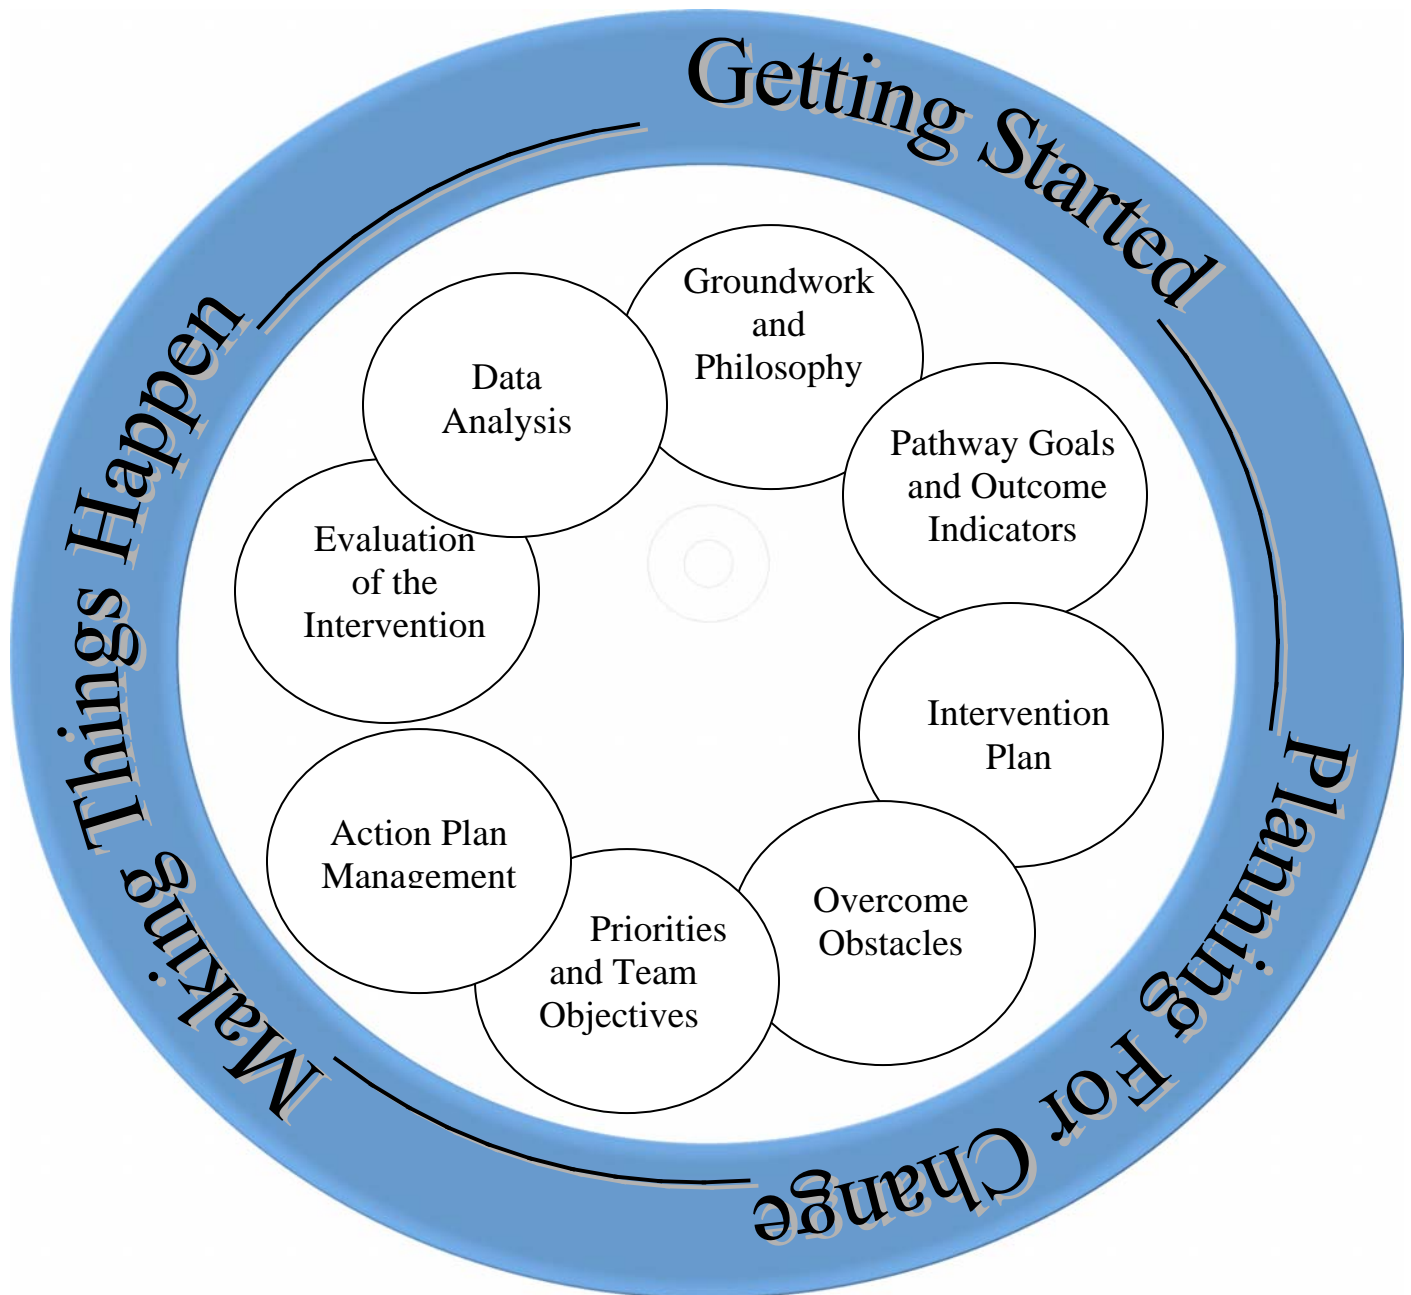 Getting Started
Planning For Change
Making Things Happen
Groundwork
and
Philosophy
Pathway Goals
and Outcome
Indicators
Intervention
Plan
Overcome
Obstacles
Priorities
and Team
Objectives
Action Plan
Management
Evaluation
of the
Intervention
Data
Analysis